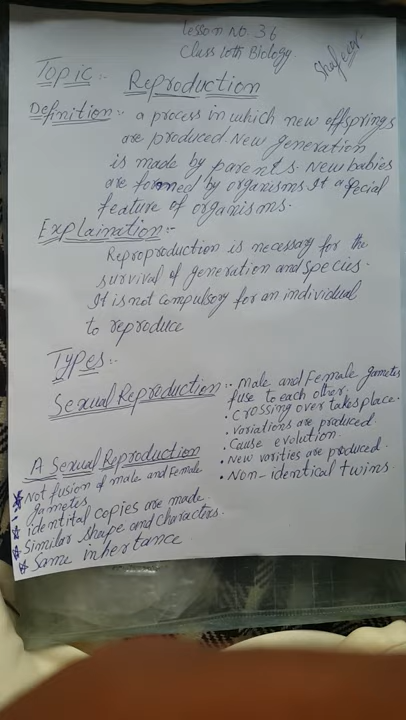 Lesson No. 36
Class 10th Biology.
Topic:
Reproduction
Definition:- a process in which new offsprings
are produced. New generation
is made by parents. New babies
are formed by organisms. It a special
feature of organisms.
Explaination:-
Reproproduction is necessary for the
survival of generation and species.
It is not compulsory for an individual
to reproduce
Types:-
Sexual Reproduction:- Male and Female gametes
fuse to each other.
• Crossing over takes place.
• Variations are produced.
• Cause evolution.
• New varities are produced.
• Non-identical twins.
A Sexual Reproduction
Not fusion of male and Female
gametes.
identital copies are made
Similar shape and characters.
Same inhertance